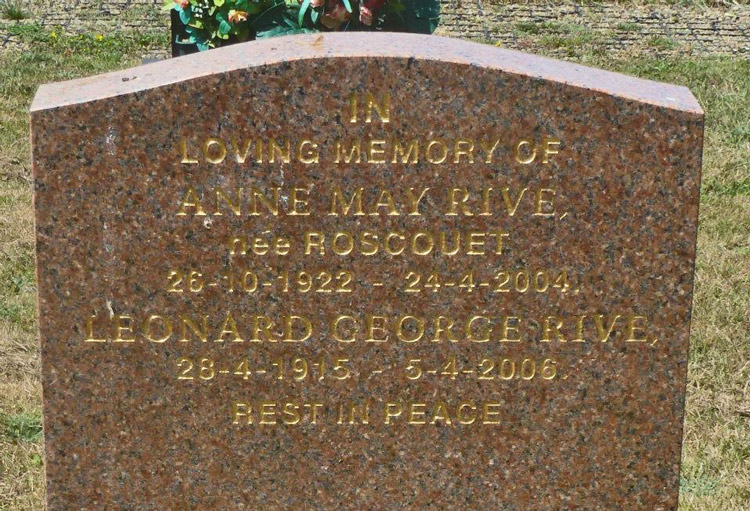 IN
LOVING MEMORY OF
ANNE MAY RIVE,
née ROSCOUET
26-10-1922 - 24-4-2004.
LEONARD GEORGE RIVE,
28-4-1915 - 5-4-2006.
REST IN PEACE